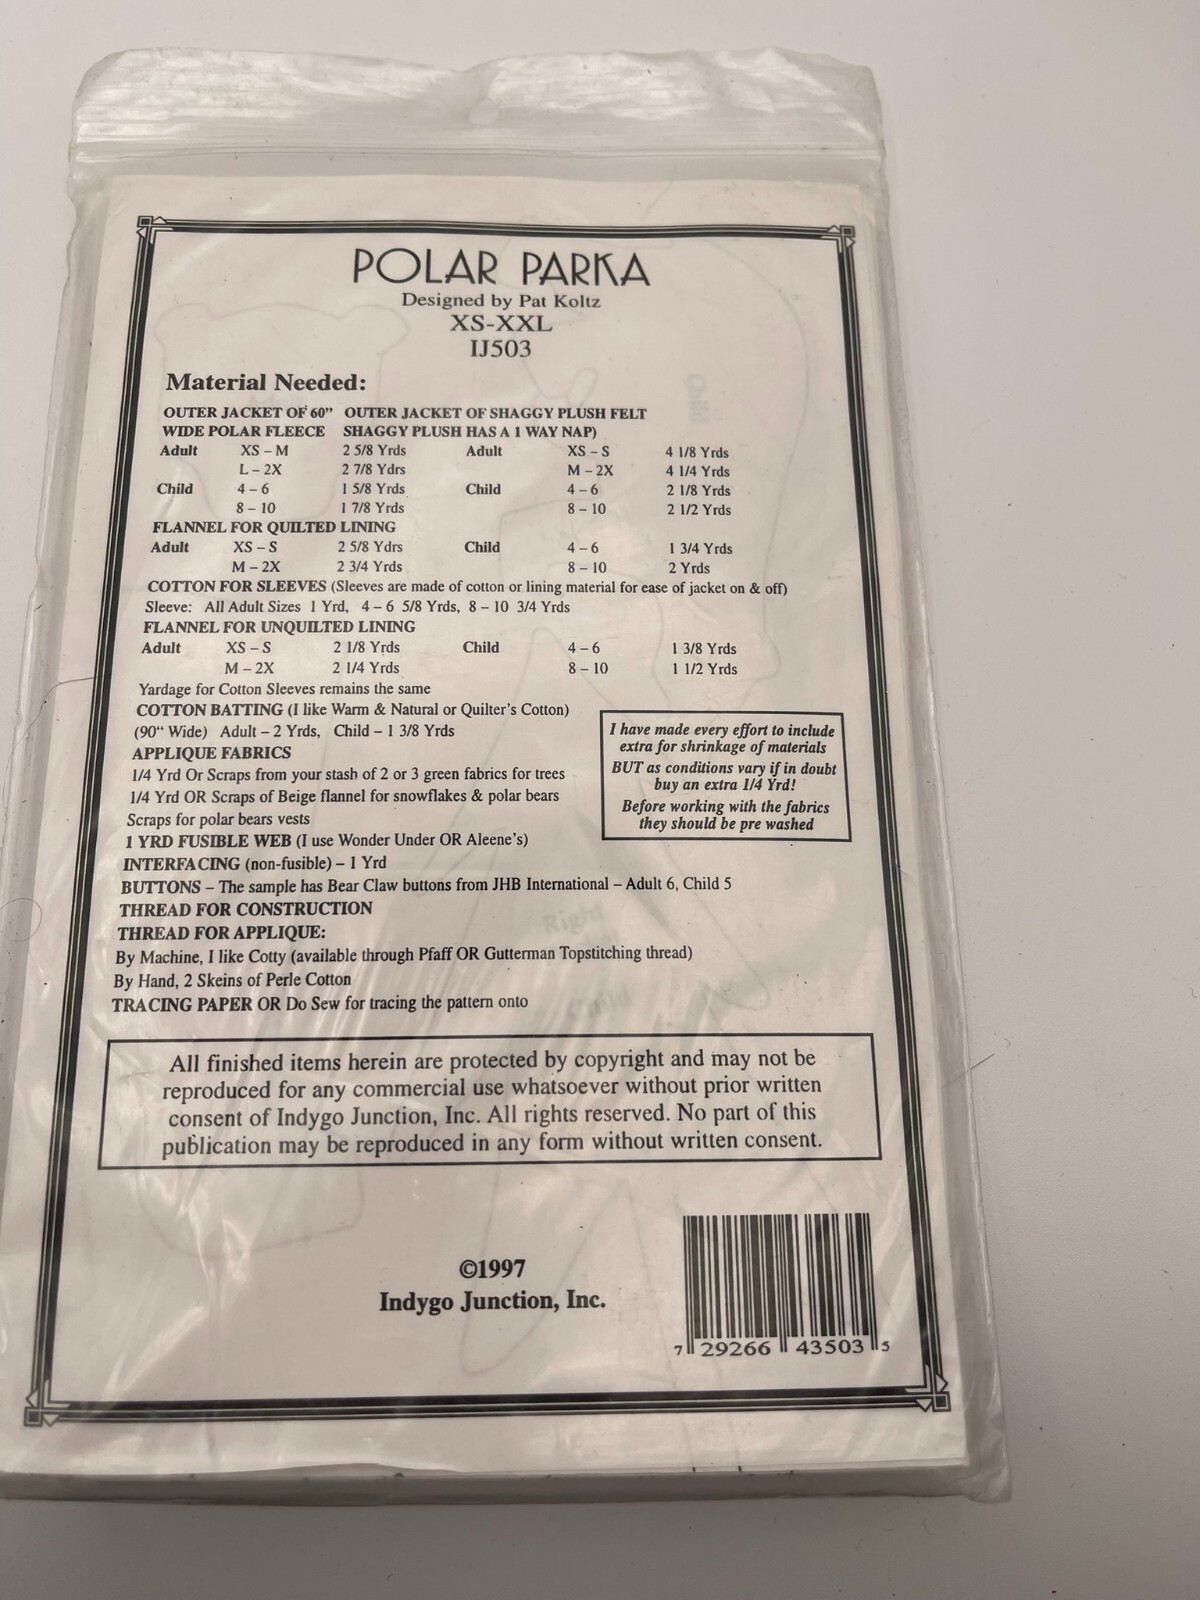 POLAR PARKA
Designed by Pat Koltz
XS-XXL
IJ503
Material Needed:
OUTER JACKET OF 60” OUTER JACKET OF SHAGGY PLUSH FELT
WIDE POLAR FLEECE SHAGGY PLUSH HAS A 1 WAY NAP)
Adult XS – M 2 5/8 Yrds Adult XS – S 4 1/8 Yrds
L – 2X 2 7/8 Ydrs M – 2X 4 1/4 Yrds
Child 4 – 6 1 5/8 Yrds Child 4 – 6 2 1/8 Yrds
8 – 10 1 7/8 Yrds 8 – 10 2 1/2 Yrds
FLANNEL FOR QUILTED LINING
Adult XS – S 2 5/8 Ydrs Child 4 – 6 1 3/4 Yrds
M – 2X 2 3/4 Yrds 8 – 10 2 Yrds
COTTON FOR SLEEVES (Sleeves are made of cotton or lining material for ease of jacket on & off)
Sleeve: All Adult Sizes 1 Yrd, 4 – 6 5/8 Yrds, 8 – 10 3/4 Yrds
FLANNEL FOR UNQUILTED LINING
Adult XS – S 2 1/8 Yrds Child 4 – 6 1 3/8 Yrds
M – 2X 2 1/4 Yrds 8 – 10 1 1/2 Yrds
Yardage for Cotton Sleeves remains the same
COTTON BATTING (I like Warm & Natural or Quilter's Cotton)
(90“ Wide) Adult – 2 Yrds, Child – 1 3/8 Yrds
APPLIQUE FABRICS
1/4 Yrd Or Scraps from your stash of 2 or 3 green fabrics for trees
1/4 Yrd OR Scraps of Beige flannel for snowflakes & polar bears
Scraps for polar bears vests
1 YRD FUSIBLE WEB (I use Wonder Under OR Aleene's)
INTERFACING (non-fusible) – 1 Yrd
BUTTONS – The sample has Bear Claw buttons from JHB International – Adult 6, Child 5
THREAD FOR CONSTRUCTION
THREAD FOR APPLIQUE:
By Machine, I like Cotty (available through Pfaff OR Gutterman Topstitching thread)
By Hand, 2 Skeins of Perle Cotton
TRACING PAPER OR Do Sew for tracing the pattern onto
I have made every effort to include
extra for shrinkage of materials
BUT as conditions vary if in doubt
buy an extra 1/4 Yrd!
Before working with the fabrics
they should be pre washed
All finished items herein are protected by copyright and may not be
reproduced for any commercial use whatsoever without prior written
consent of Indygo Junction, Inc. All rights reserved. No part of this
publication may be reproduced in any form without written consent.
©1997
Indygo Junction, Inc.
7 29266 43503 5